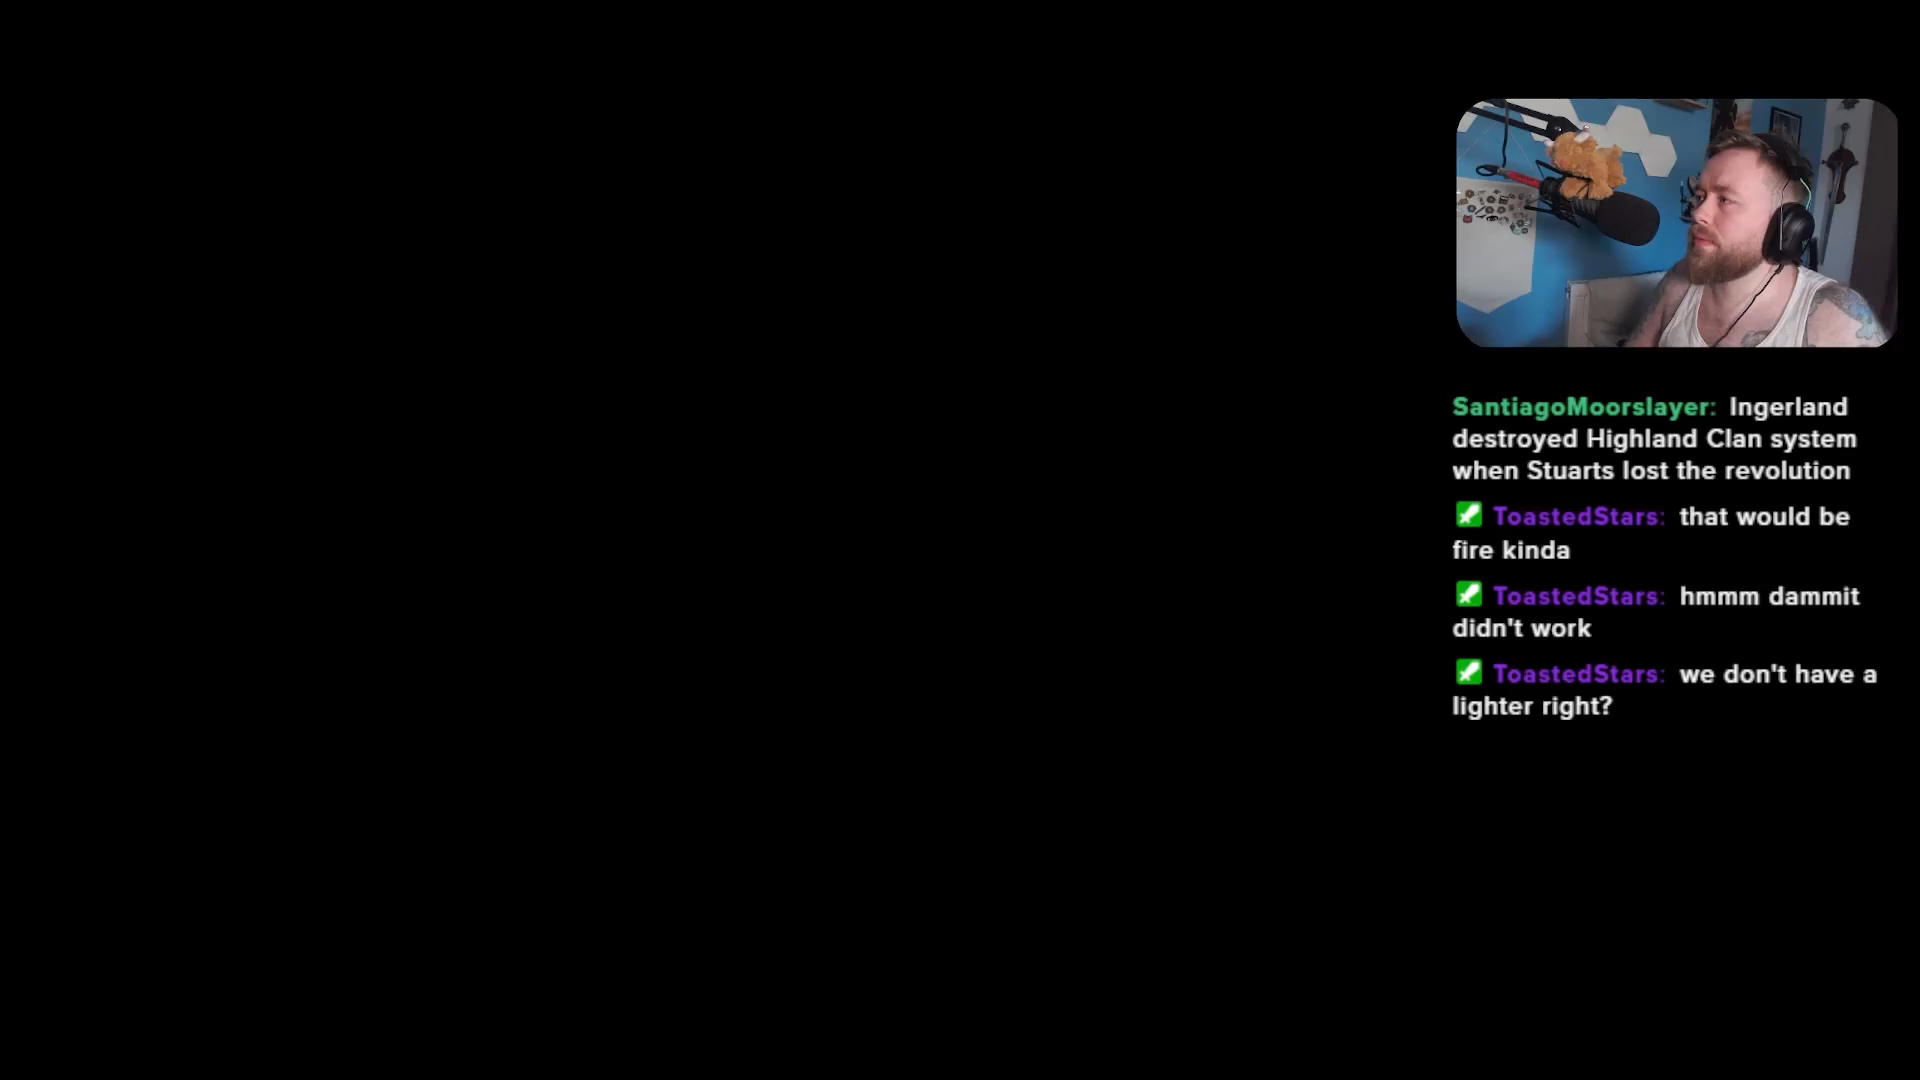 SantiagoMoorslayer: Ingerland
destroyed Highland Clan system
when Stuarts lost the revolution
ToastedStars: that would be
fire kinda
ToastedStars: hmmm dammit
didn't work
ToastedStars: we don't have a
lighter right?